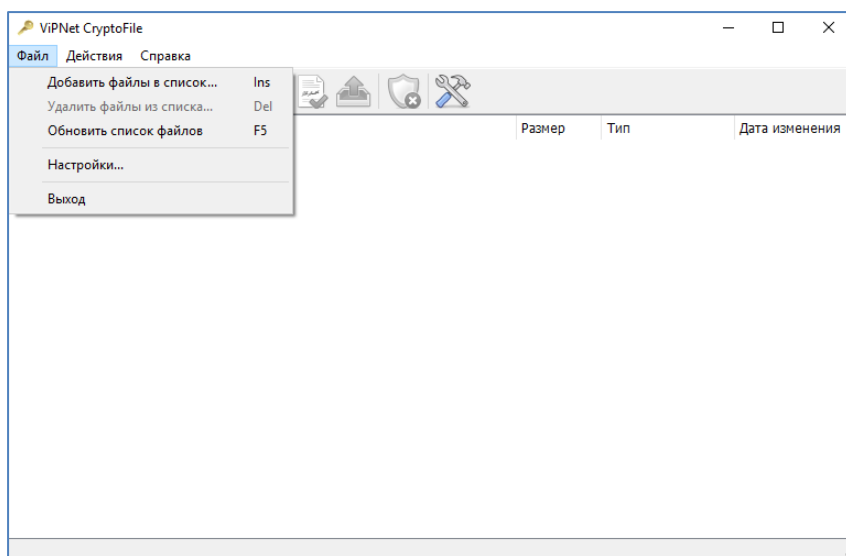 ViPNet CryptoFile
Файл Действия Справка
Добавить файлы в список... Ins
Удалить файлы из списка... Del
Обновить список файлов F5
Размер Тип Дата изменения
Настройки...
Выход